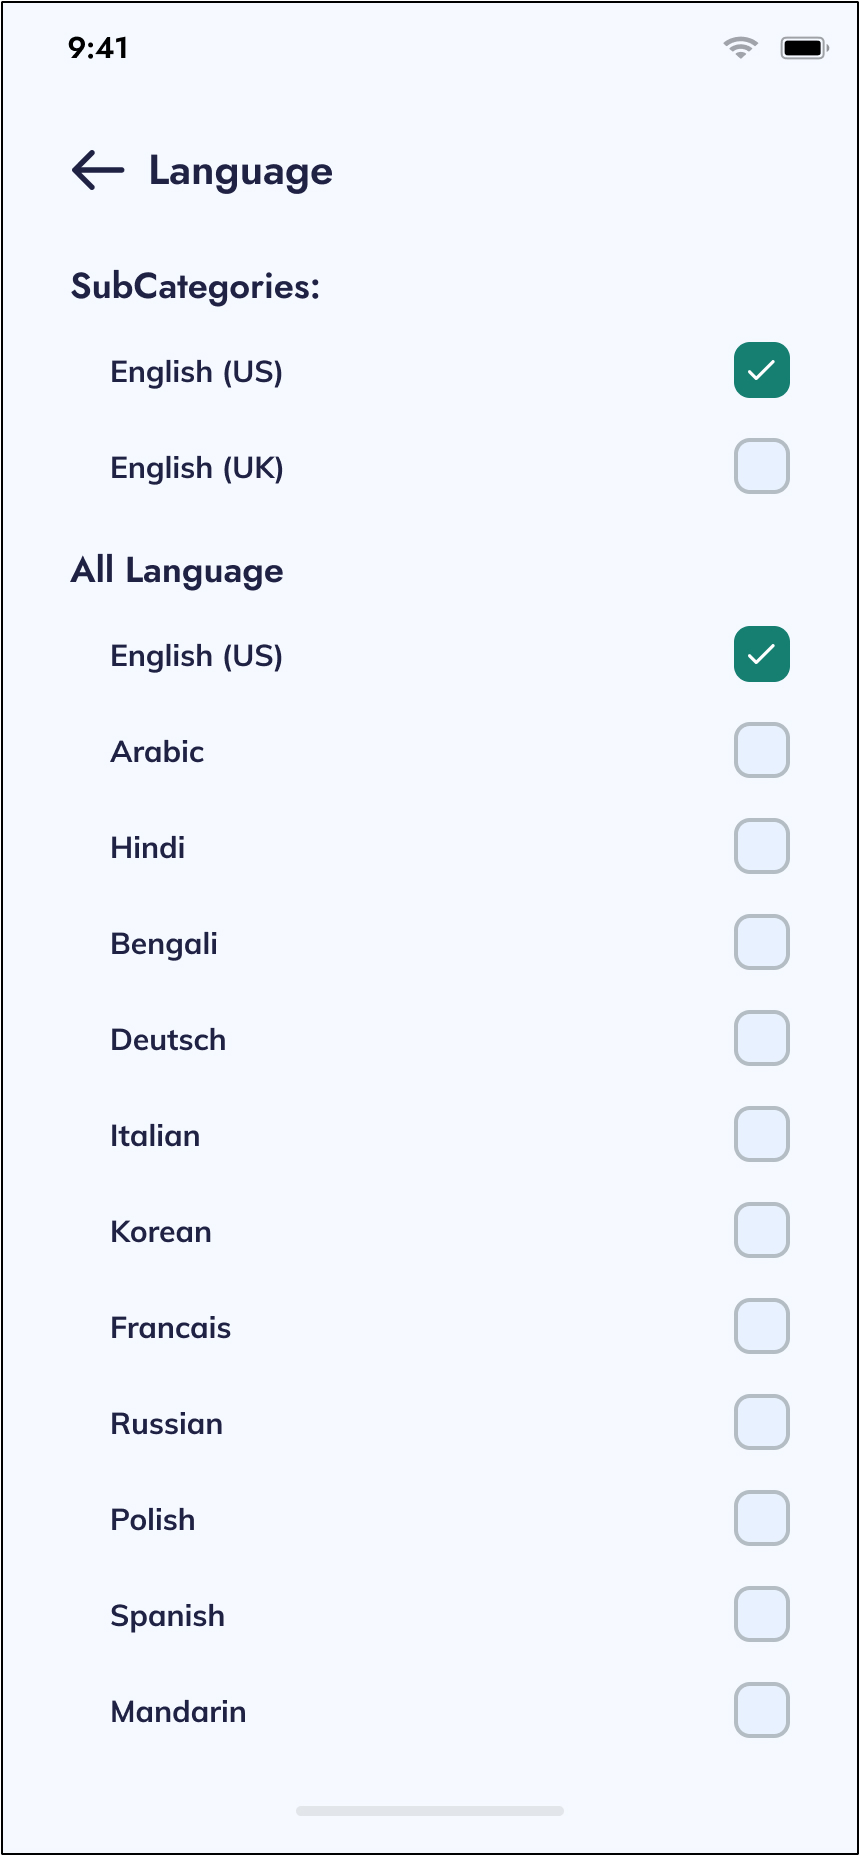 9:41
Language
SubCategories:
English (US)
English (UK)
All Language
English (US)
Arabic
Hindi
Bengali
Deutsch
Italian
Korean
Francais
Russian
Polish
Spanish
Mandarin